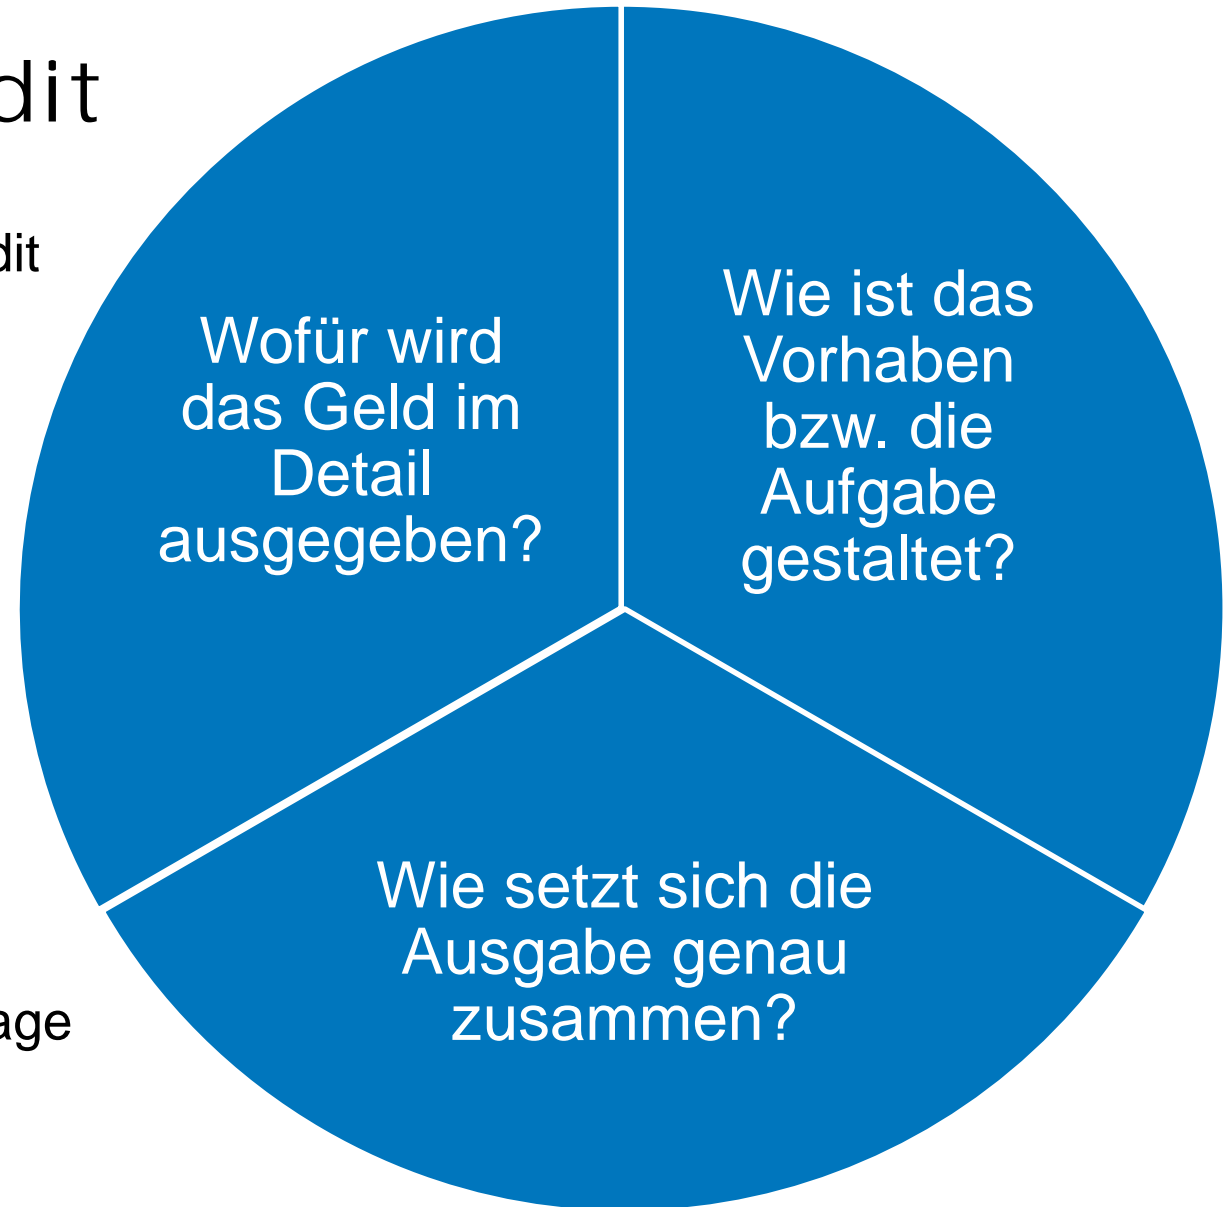 dit
dit
age
Wofür wird
das Geld im
Detail
ausgegeben?
Wie ist das
Vorhaben
bzw. die
Aufgabe
gestaltet?
Wie setzt sich die
Ausgabe genau
zusammen?